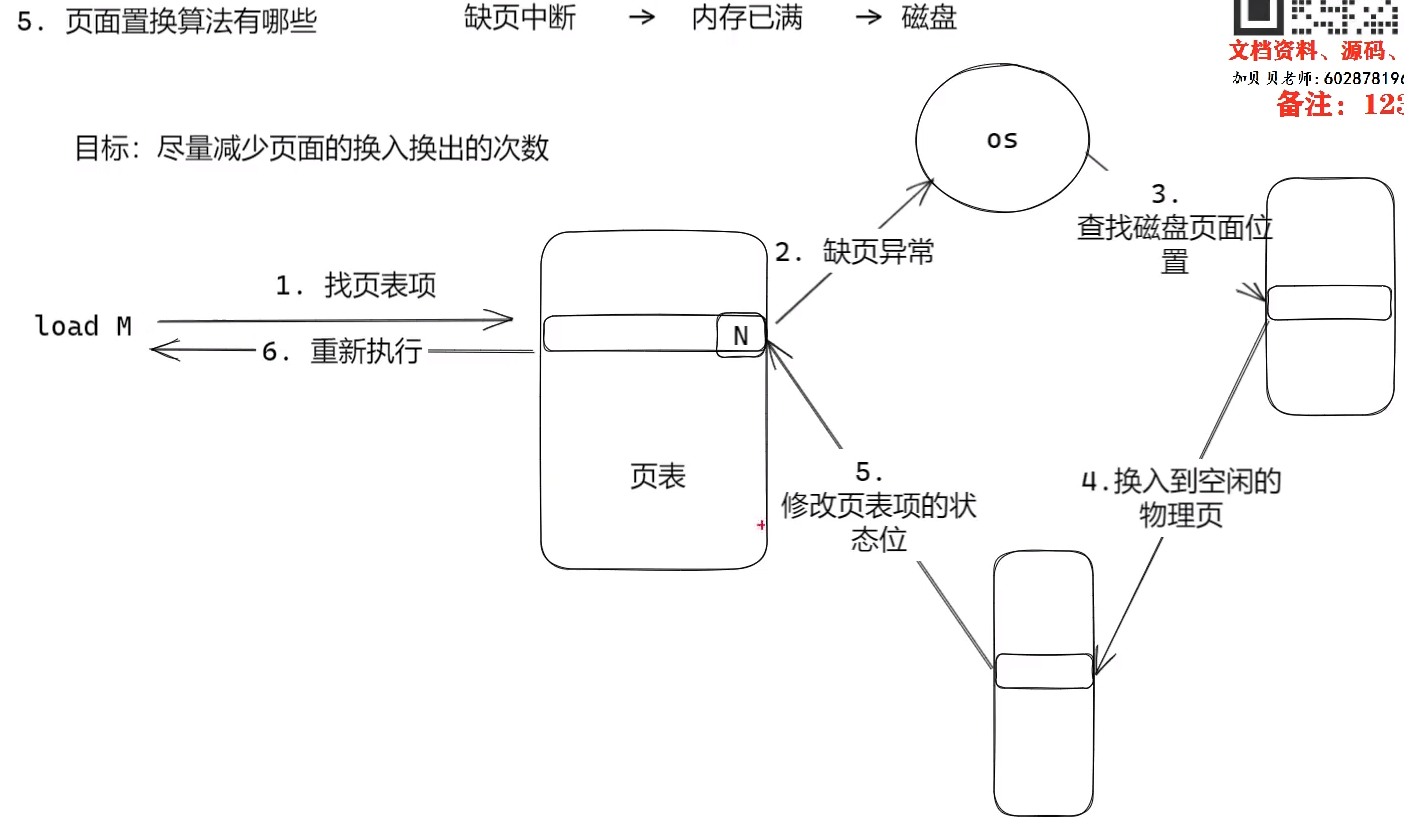 5. 页面置换算法有哪些 缺页中断 → 内存已满 → 磁盘
文档资料、源码、
加贝贝老师:602878196
备注: 123
目标: 尽量减少页面的换入换出的次数
os
3.
查找磁盘页面位
置
2. 缺页异常
1. 找页表项
load M
N
6. 重新执行
页表
5.
修改页表项的状
态位
4.换入到空闲的
物理页